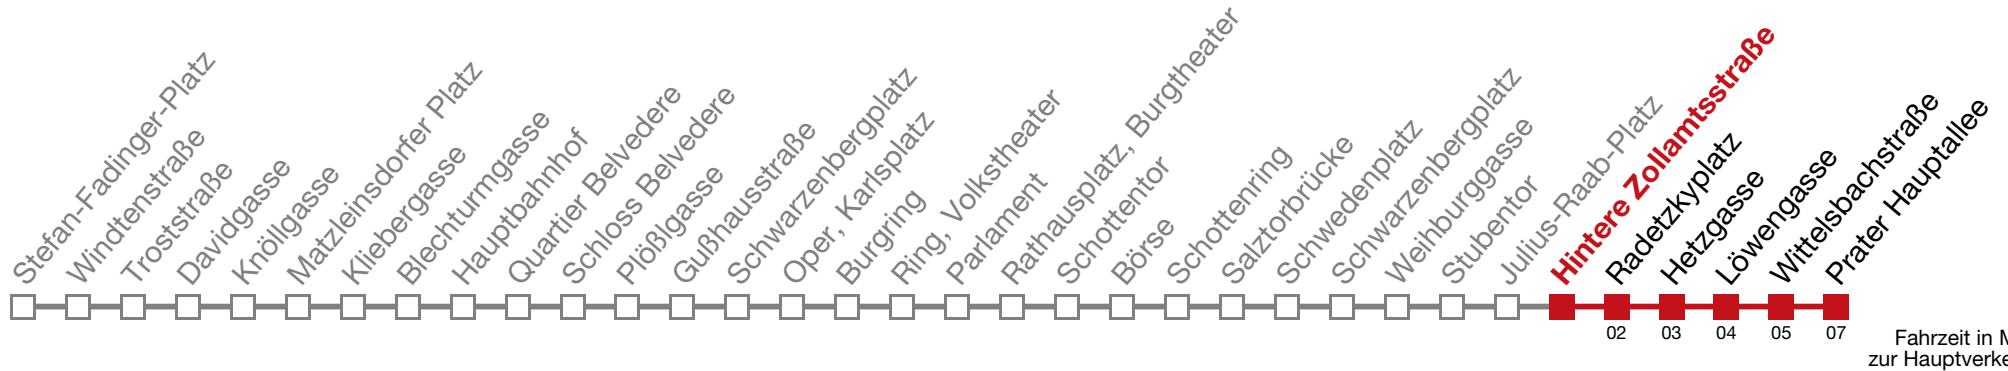 Stefan-Fadinger-Platz
Windtenstraße
Troststraße
Davidgasse
Knöllgasse
Matzleinsdorfer Platz
Kliebergasse
Blechturmgasse
Hauptbahnhof
Quartier Belvedere
Schloss Belvedere
Plößlgasse
Gußhausstraße
Schwarzenbergplatz
Oper, Karlsplatz
Burgring
Ring, Volkstheater
Parlament
Rathausplatz, Burgtheater
Schottentor
Börse
Schottenring
Salztorbrücke
Schwedenplatz
Schwarzenbergplatz
Weihburggasse
Stubentor
Julius-Raab-Platz
Hintere Zollamtsstraße
Radetzkyplatz
Hetzgasse
Löwengasse
Wittelsbachstraße
Prater Hauptallee
02 03 04 05 07
Fahrzeit in M
zur Hauptverke